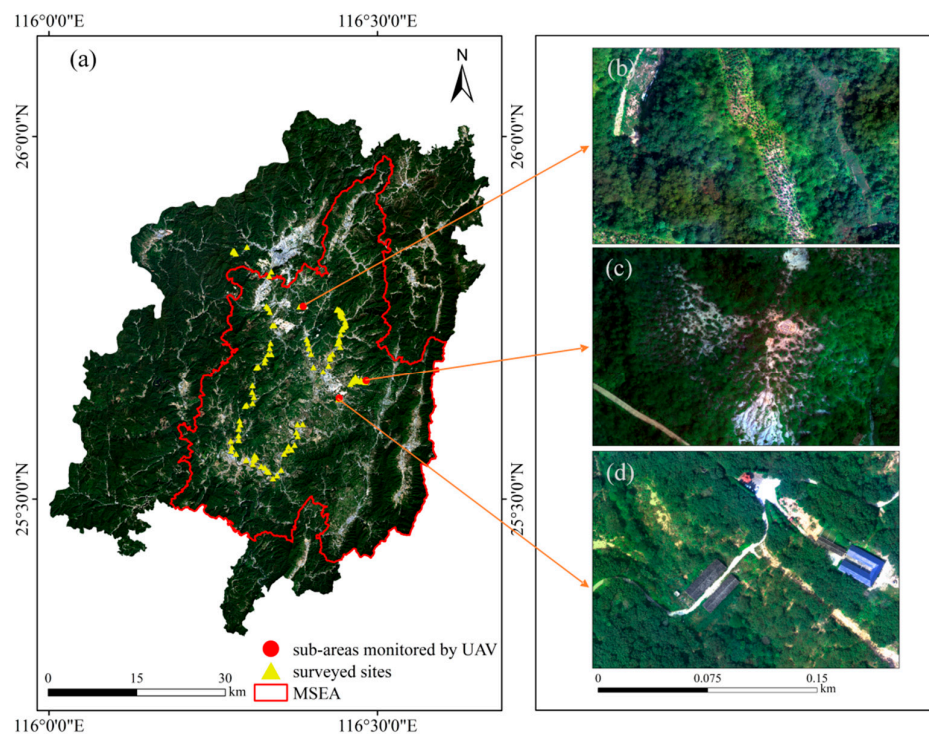 116°0'0"E
116°30'0"E
(a)
N
26°0'0"N
26°0'0"N
25°30'0"N
25°30'0"N
sub-areas monitored by UAV
surveyed sites
MSEA
0
15
30
km
116°0'0"E
116°30'0"E
(b)
(c)
(d)
0
0.075
0.15
km